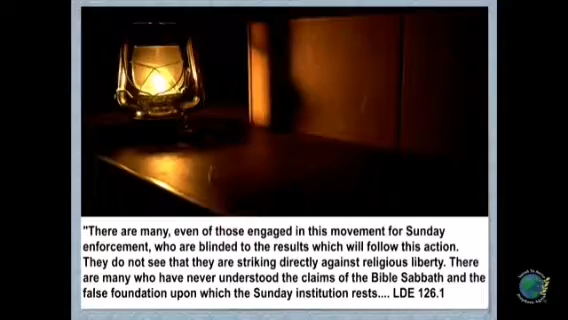 "There are many, even of those engaged in this movement for Sunday
enforcement, who are blinded to the results which will follow this action.
They do not see that they are striking directly against religious liberty. There
are many who have never understood the claims of the Bible Sabbath and the
false foundation upon which the Sunday institution rests.... LDE 126.1